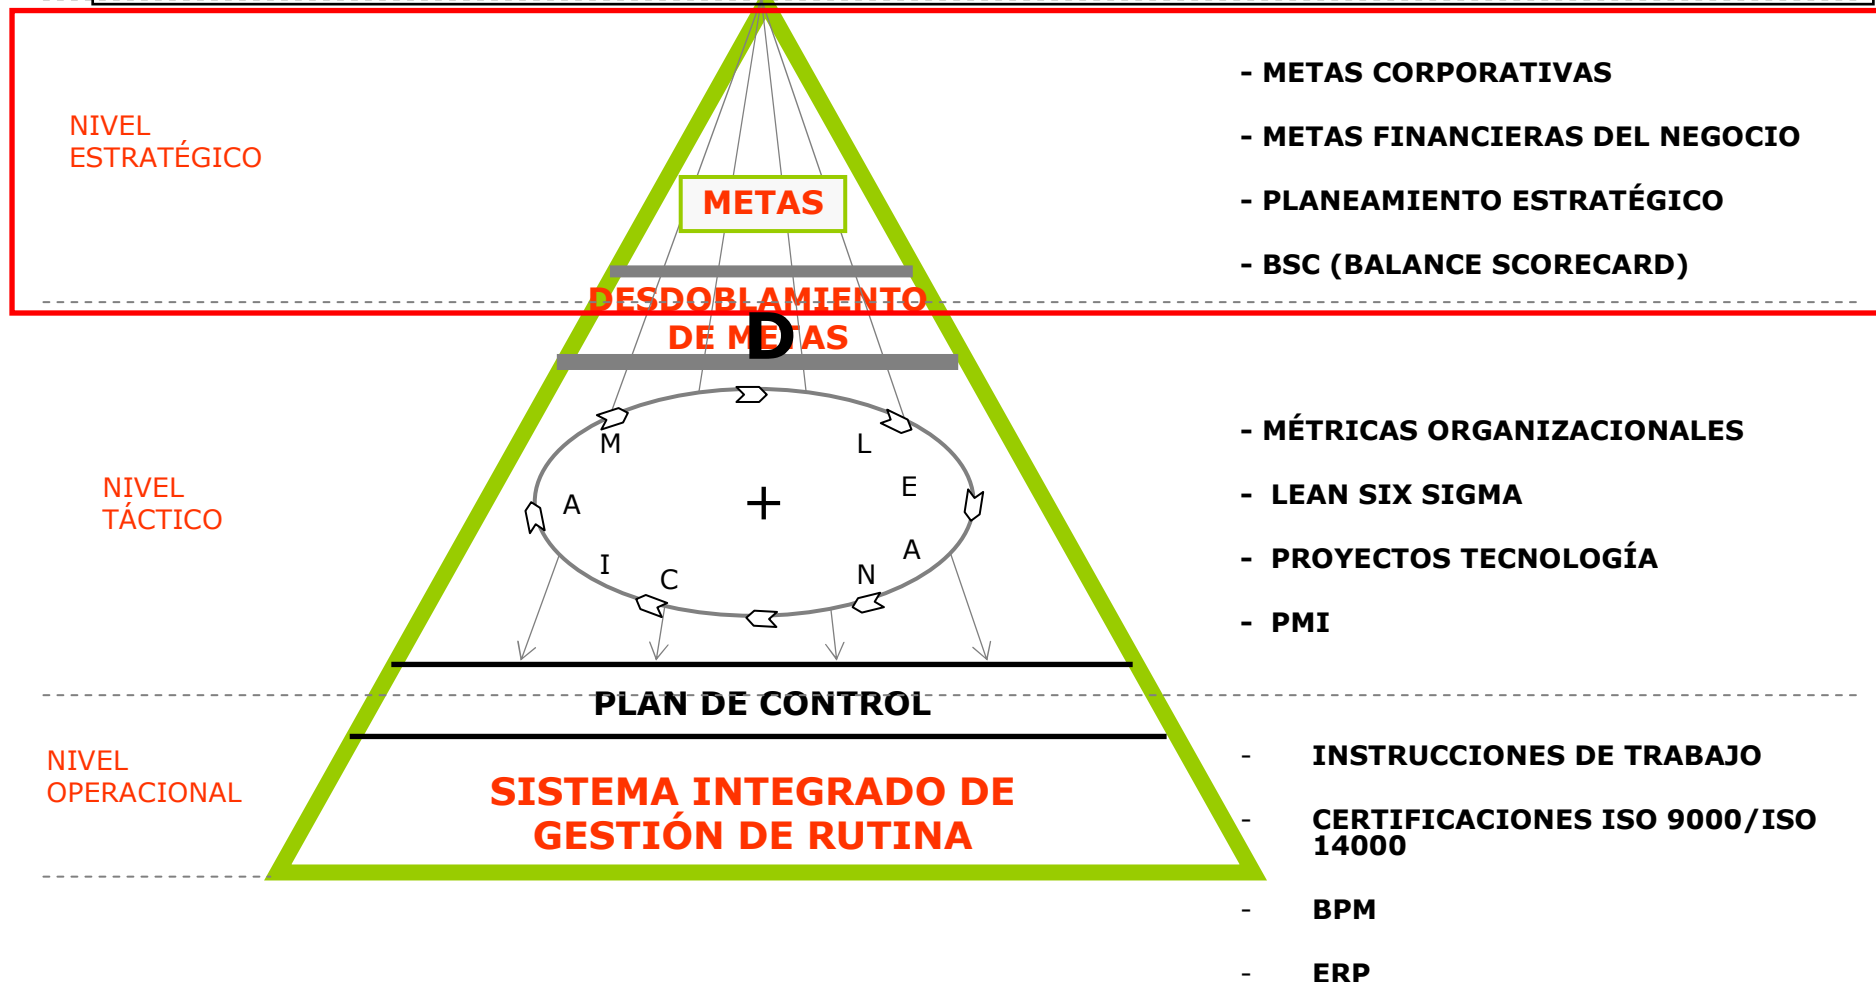 NIVEL
ESTRATÉGICO
METAS
- METAS CORPORATIVAS
- METAS FINANCIERAS DEL NEGOCIO
- PLANEAMIENTO ESTRATÉGICO
- BSC (BALANCE SCORECARD)
DESDOBLAMIENTO
DE METAS
D
M
A
I
C
L
E
A
N
+
NIVEL
TÁCTICO
- MÉTRICAS ORGANIZACIONALES
- LEAN SIX SIGMA
- PROYECTOS TECNOLOGÍA
- PMI
PLAN DE CONTROL
NIVEL
OPERACIONAL
SISTEMA INTEGRADO DE
GESTIÓN DE RUTINA
- INSTRUCCIONES DE TRABAJO
- CERTIFICACIONES ISO 9000/ISO
14000
- BPM
- ERP